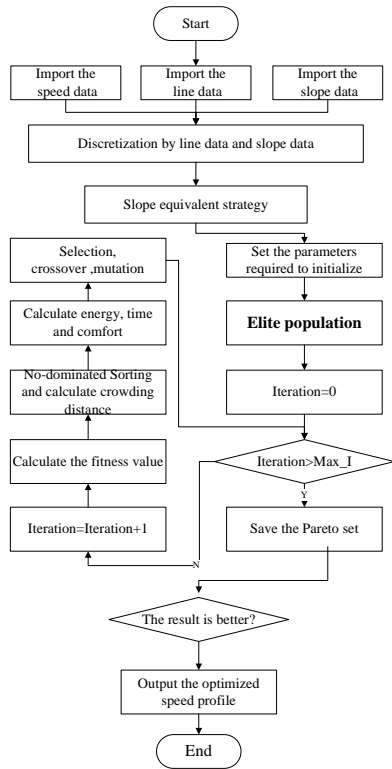 Start
Import the
speed data
Import the
line data
Import the
slope data
Discretization by line data and slope data
Slope equivalent strategy
Selection,
crossover ,mutation
Set the parameters
required to initialize
Calculate energy, time
and comfort
Elite population
No-dominated Sorting
and calculate crowding
distance
Iteration=0
Calculate the fitness value
Iteration>Max_I
Y
Iteration=Iteration+1
Save the Pareto set
N
The result is better?
Output the optimized
speed profile
End